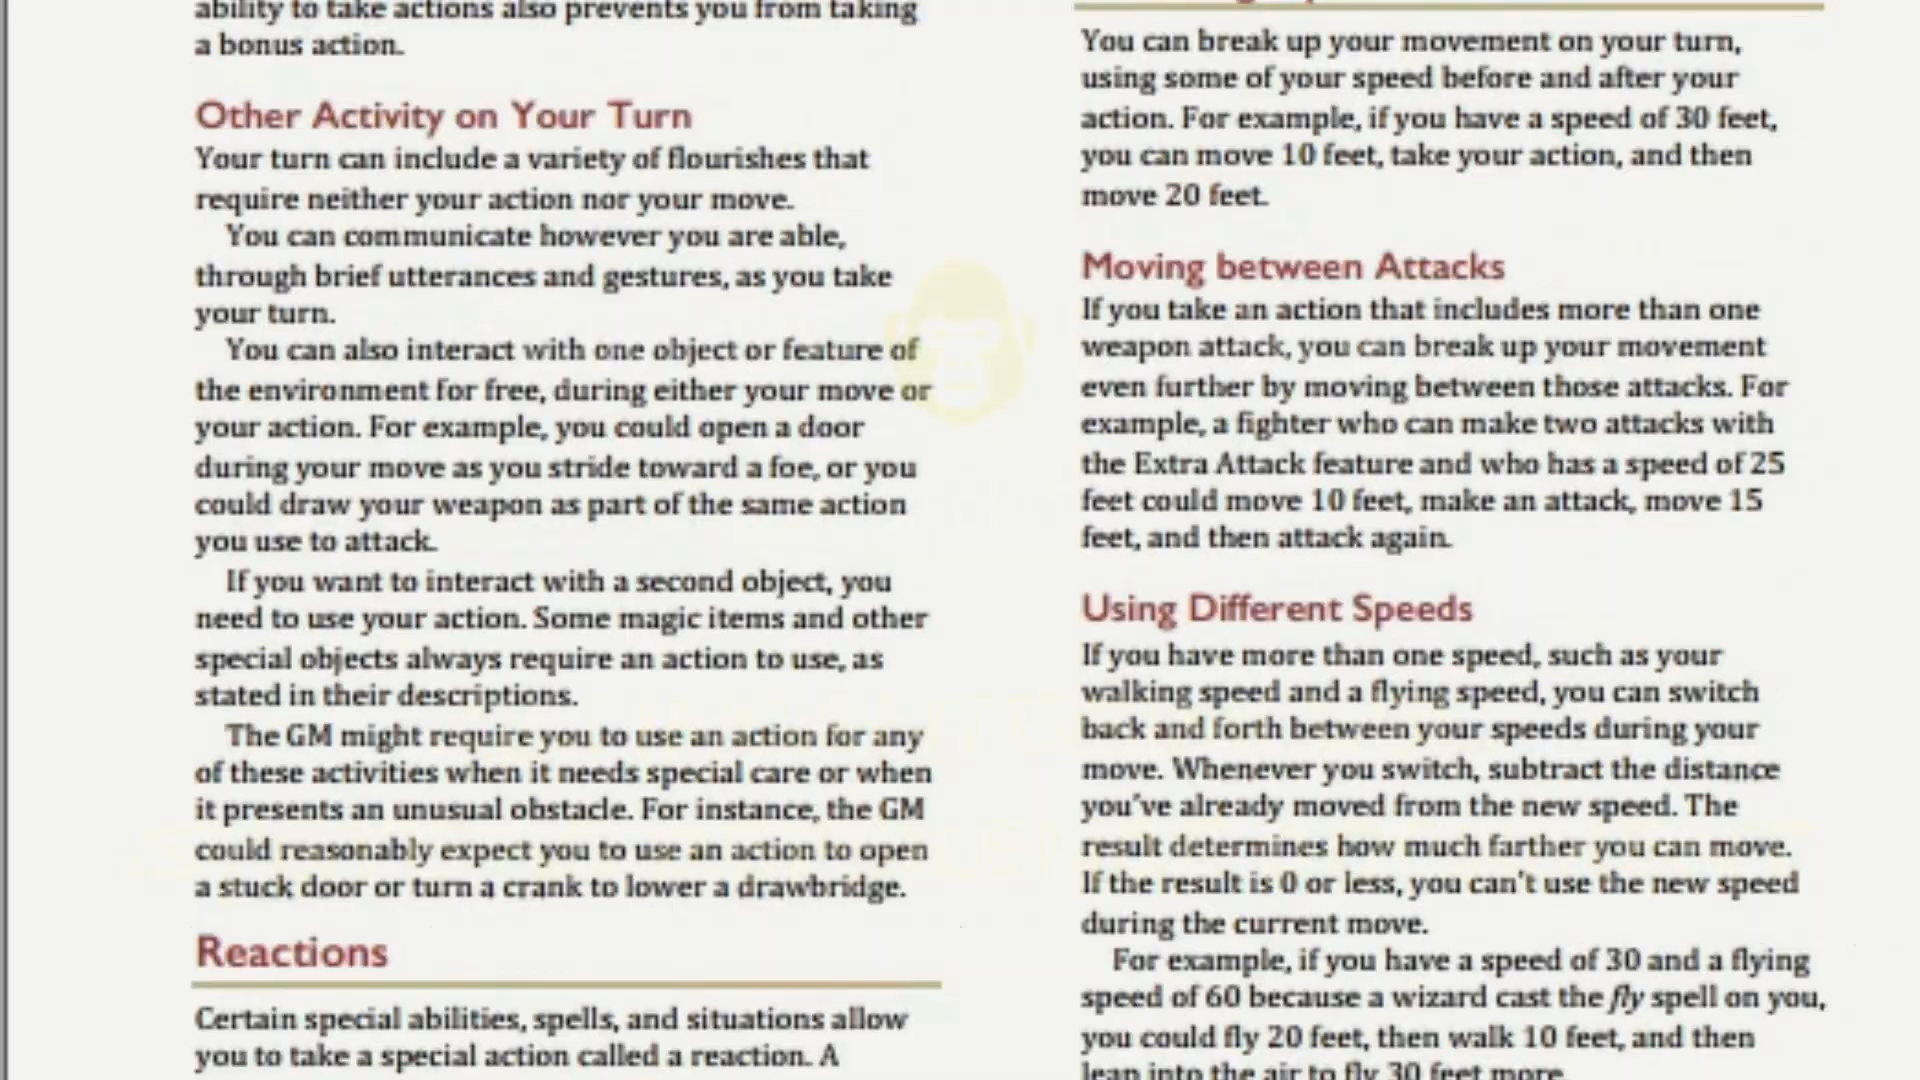 ability to take actions also prevents you from taking
a bonus action.
Other Activity on Your Turn
Your turn can include a variety of flourishes that
require neither your action nor your move.
You can communicate however you are able,
through brief utterances and gestures, as you take
your turn.
You can also interact with one object or feature of
the environment for free, during either your move or
your action. For example, you could open a door
during your move as you stride toward a foe, or you
could draw your weapon as part of the same action
you use to attack.
If you want to interact with a second object, you
need to use your action. Some magic items and other
special objects always require an action to use, as
stated in their descriptions.
The GM might require you to use an action for any
of these activities when it needs special care or when
it presents an unusual obstacle. For instance, the GM
could reasonably expect you to use an action to open
a stuck door or turn a crank to lower a drawbridge.
Reactions
Certain special abilities, spells, and situations allow
you to take a special action called a reaction. A
You can break up your movement on your turn,
using some of your speed before and after your
action. For example, if you have a speed of 30 feet,
you can move 10 feet, take your action, and then
move 20 feet.
Moving between Attacks
If you take an action that includes more than one
weapon attack, you can break up your movement
even further by moving between those attacks. For
example, a fighter who can make two attacks with
the Extra Attack feature and who has a speed of 25
feet could move 10 feet, make an attack, move 15
feet, and then attack again.
Using Different Speeds
If you have more than one speed, such as your
walking speed and a flying speed, you can switch
back and forth between your speeds during your
move. Whenever you switch, subtract the distance
you've already moved from the new speed. The
result determines how much farther you can move.
If the result is 0 or less, you can't use the new speed
during the current move.
For example, if you have a speed of 30 and a flying
speed of 60 because a wizard cast the fly spell on you,
you could fly 20 feet, then walk 10 feet, and then
leap into the air to fly 30 feet more.